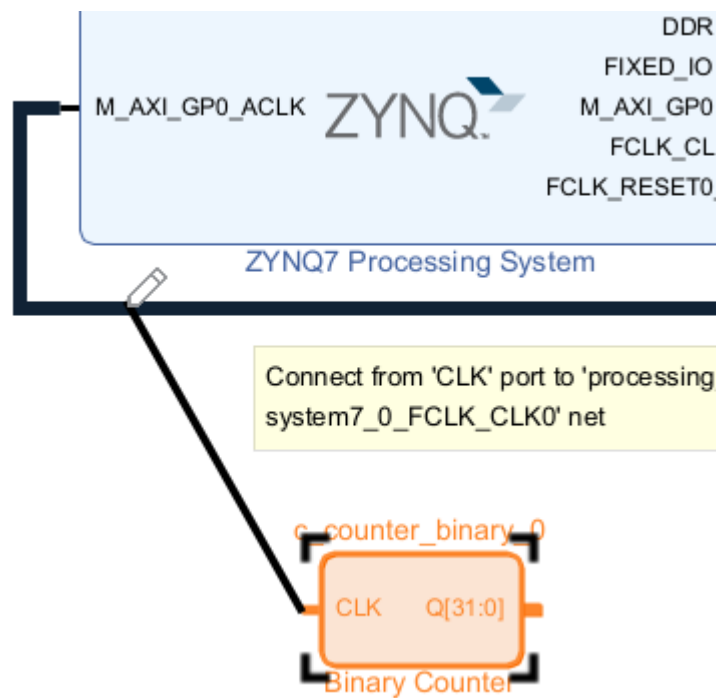 DDR
FIXED_IO
M_AXI_GP0_ACLK ZYNQ M_AXI_GP0
FCLK_CL
FCLK_RESET0_
ZYNQ7 Processing System
Connect from 'CLK' port to 'processing
system7_0_FCLK_CLK0' net
c_counter_binary_0
CLK Q[31:0]
Binary Counter